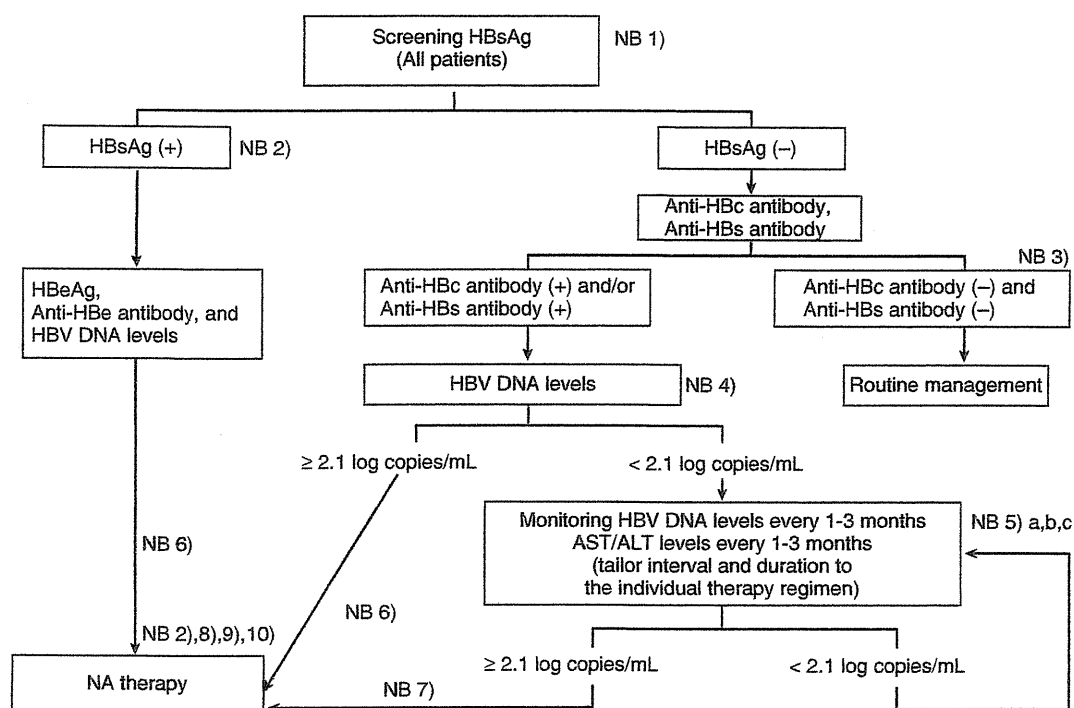 Screening HBsAg
(All patients)
NB 1)
HBsAg (+)
NB 2)
HBsAg (–)
Anti-HBc antibody,
Anti-HBs antibody
NB 3)
HBeAg,
Anti-HBe antibody, and
HBV DNA levels
Anti-HBc antibody (+) and/or
Anti-HBs antibody (+)
Anti-HBc antibody (–) and
Anti-HBs antibody (–)
HBV DNA levels
NB 4)
Routine management
≥ 2.1 log copies/mL
< 2.1 log copies/mL
Monitoring HBV DNA levels every 1-3 months
AST/ALT levels every 1-3 months
(tailor interval and duration to
the individual therapy regimen)
NB 5) a,b,c
NB 6)
NB 6)
NB 2),8),9),10)
NA therapy
≥ 2.1 log copies/mL
< 2.1 log copies/mL
NB 7)